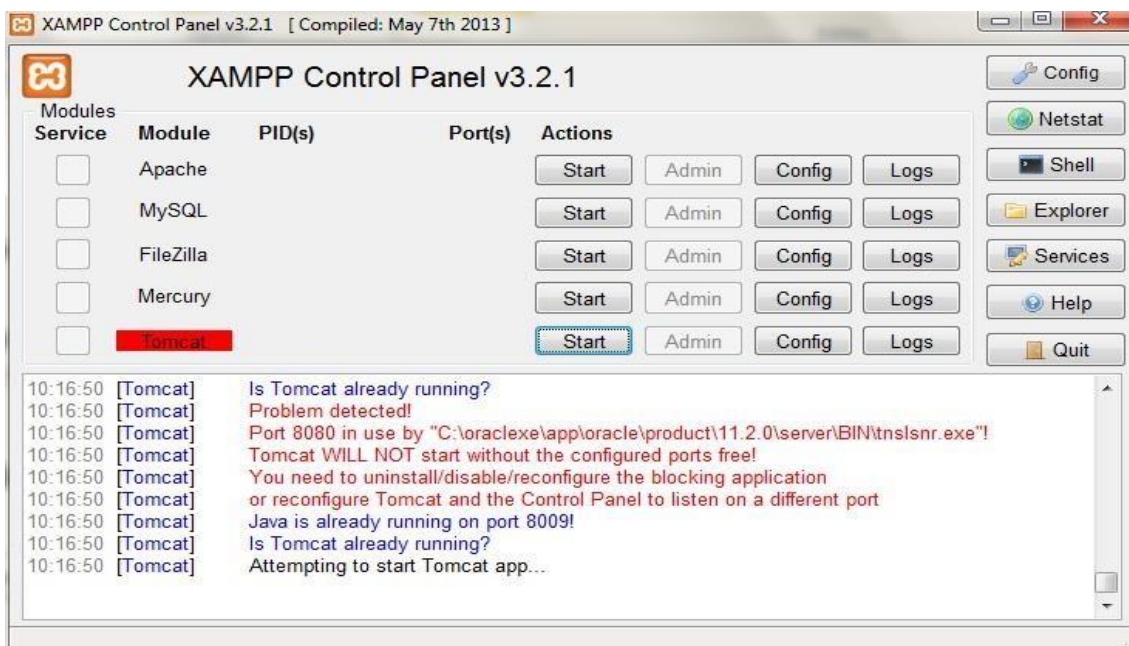 XAMPP Control Panel v3.2.1 [ Compiled: May 7th 2013 ]
XAMPP Control Panel v3.2.1
Config
Netstat
Shell
Explorer
Services
Help
Quit
Modules
Service Module PID(s) Port(s) Actions
Apache Start Admin Config Logs
MySQL Start Admin Config Logs
FileZilla Start Admin Config Logs
Mercury Start Admin Config Logs
Tomcat Start Admin Config Logs
10:16:50 [Tomcat] Is Tomcat already running?
10:16:50 [Tomcat] Problem detected!
10:16:50 [Tomcat] Port 8080 in use by "C:\oraclexe\app\oracle\product\11.2.0\server\BIN\tnslsnr.exe"!
10:16:50 [Tomcat] Tomcat WILL NOT start without the configured ports free!
10:16:50 [Tomcat] You need to uninstall/disable/reconfigure the blocking application
10:16:50 [Tomcat] or reconfigure Tomcat and the Control Panel to listen on a different port
10:16:50 [Tomcat] Java is already running on port 8009!
10:16:50 [Tomcat] Is Tomcat already running?
10:16:50 [Tomcat] Attempting to start Tomcat app...